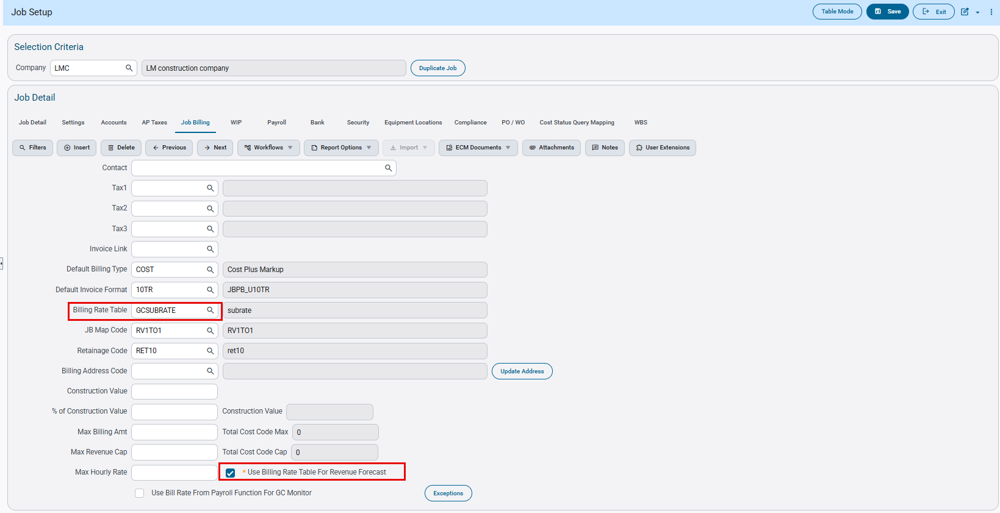 Job Setup
Table Mode
Save
Exit
Selection Criteria
Company LMC LM construction company Duplicate Job
Job Detail
Job Detail Settings Accounts AP Taxes Job Billing WIP Payroll Bank Security Equipment Locations Compliance PO / WO Cost Status Query Mapping WBS
Filters Insert Delete Previous Next Workflows Report Options Import ECM Documents Attachments Notes User Extensions
Contact
Tax1
Tax2
Tax3
Invoice Link
Default Billing Type COST Cost Plus Markup
Default Invoice Format 10TR JBPB_U10TR
Billing Rate Table GCSUBRATE subrate
JB Map Code RV1TO1 RV1TO1
Retainage Code RET10 ret10
Billing Address Code Update Address
Construction Value
% of Construction Value Construction Value
Max Billing Amt Total Cost Code Max 0
Max Revenue Cap Total Cost Code Cap 0
Max Hourly Rate * Use Billing Rate Table For Revenue Forecast
Use Bill Rate From Payroll Function For GC Monitor Exceptions